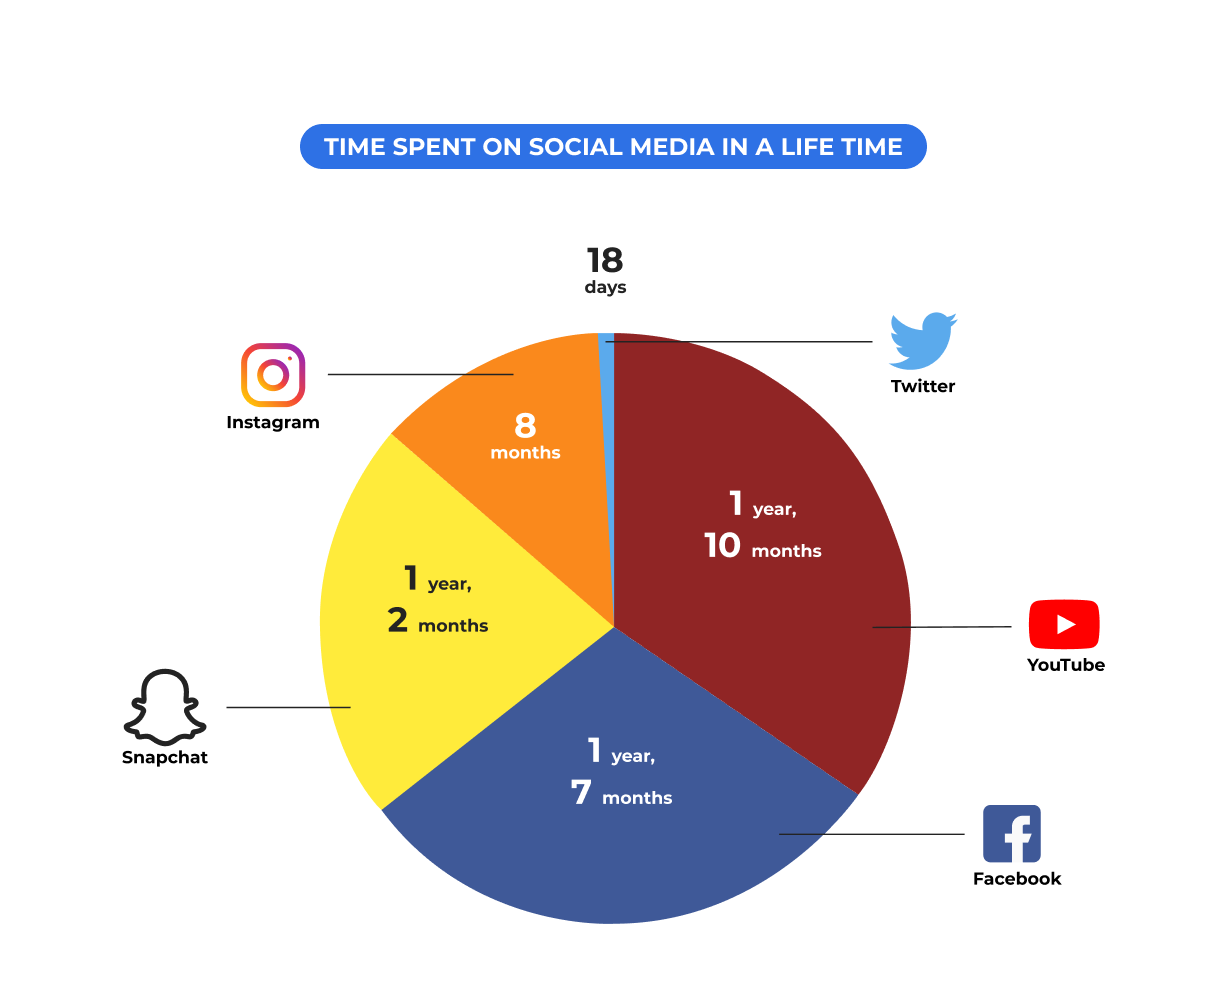 TIME SPENT ON SOCIAL MEDIA IN A LIFE TIME
18
days
Twitter
Instagram
8
months
1 year,
10 months
1 year,
2 months
YouTube
Snapchat
1 year,
7 months
Facebook